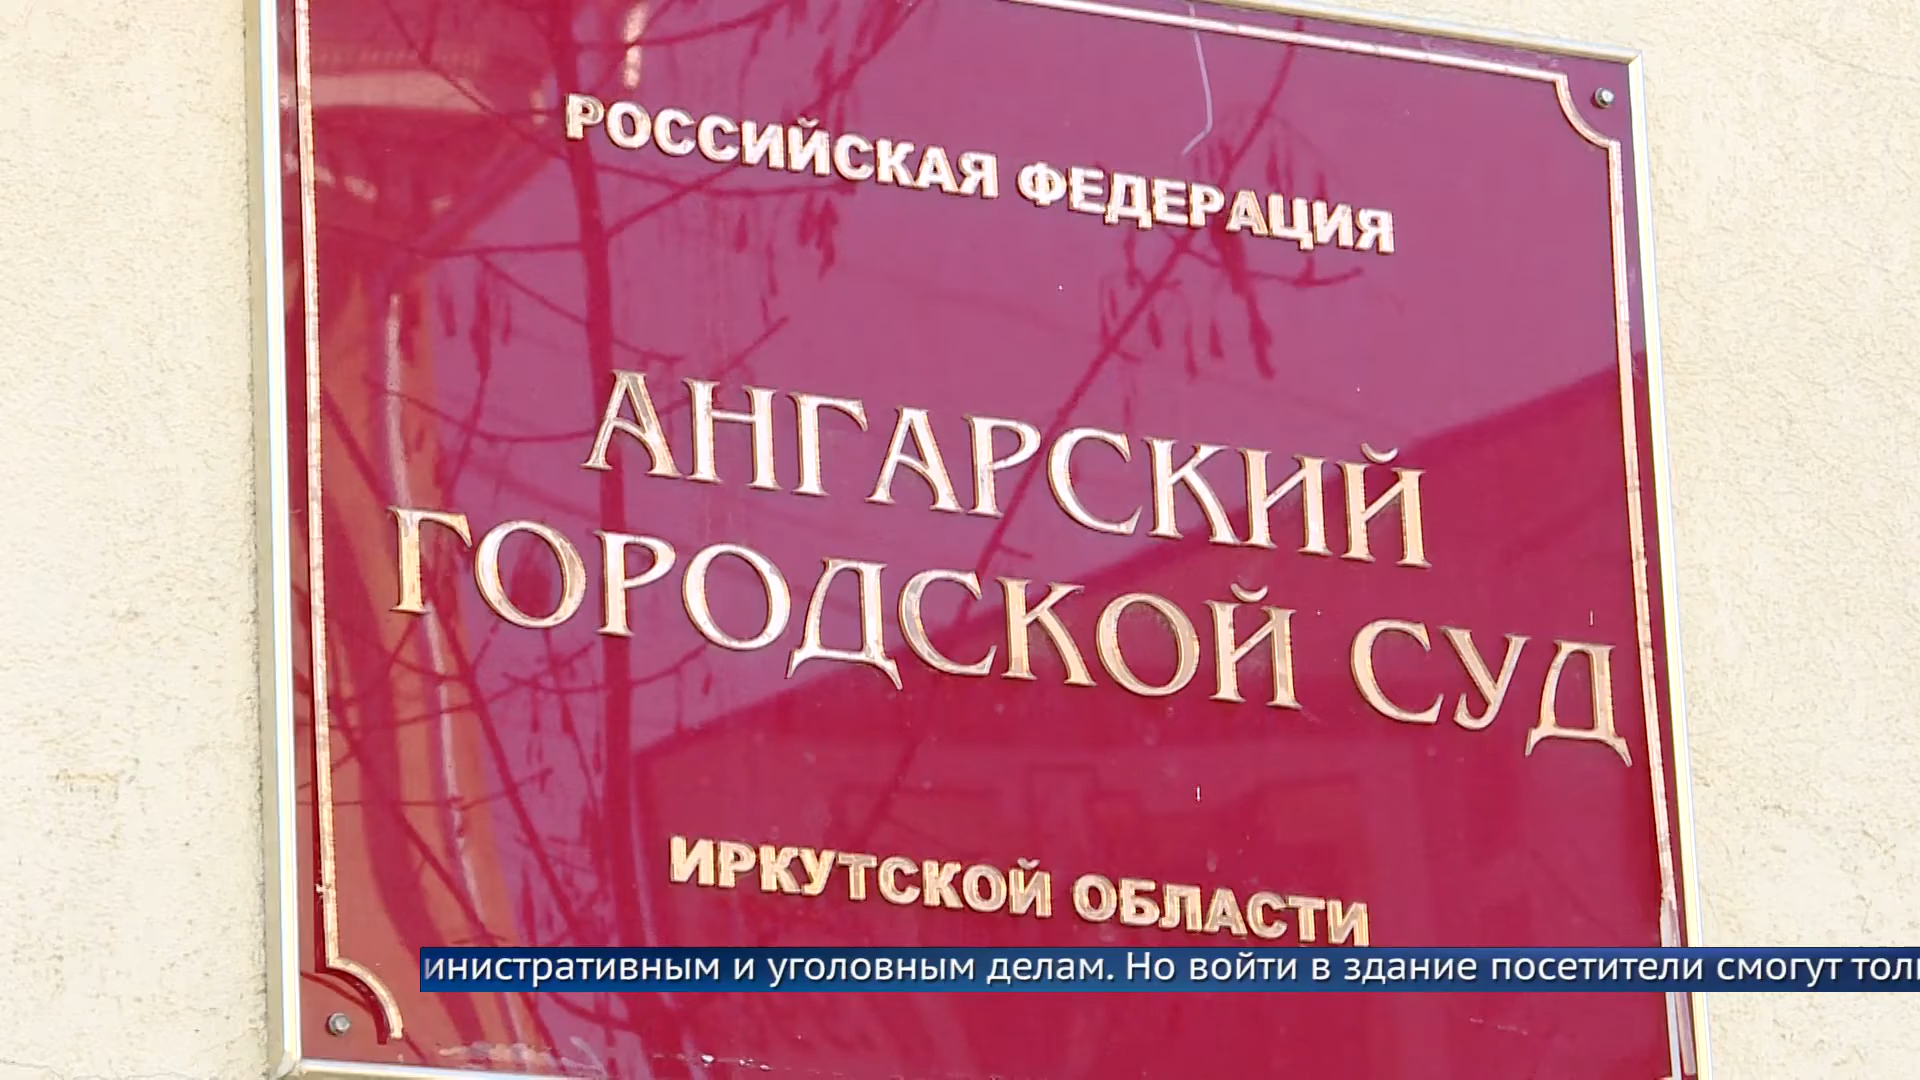 РОССИЙСКАЯ ФЕДЕРАЦИЯ
АНГАРСКИЙ
ГОРОДСКОЙ СУД
ИРКУТСКОЙ ОБЛАСТИ
инистративным и уголовным делам. Но войти в здание посетители смогут тол